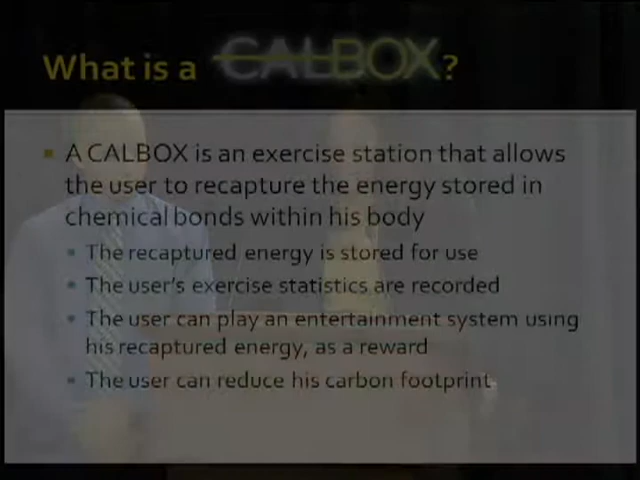 What is a CALBOX?
A CALBOX is an exercise station that allows
the user to recapture the energy stored in
chemical bonds within his body
The recaptured energy is stored for use
The user's exercise statistics are recorded
The user can play an entertainment system using
his recaptured energy, as a reward
The user can reduce his carbon footprint